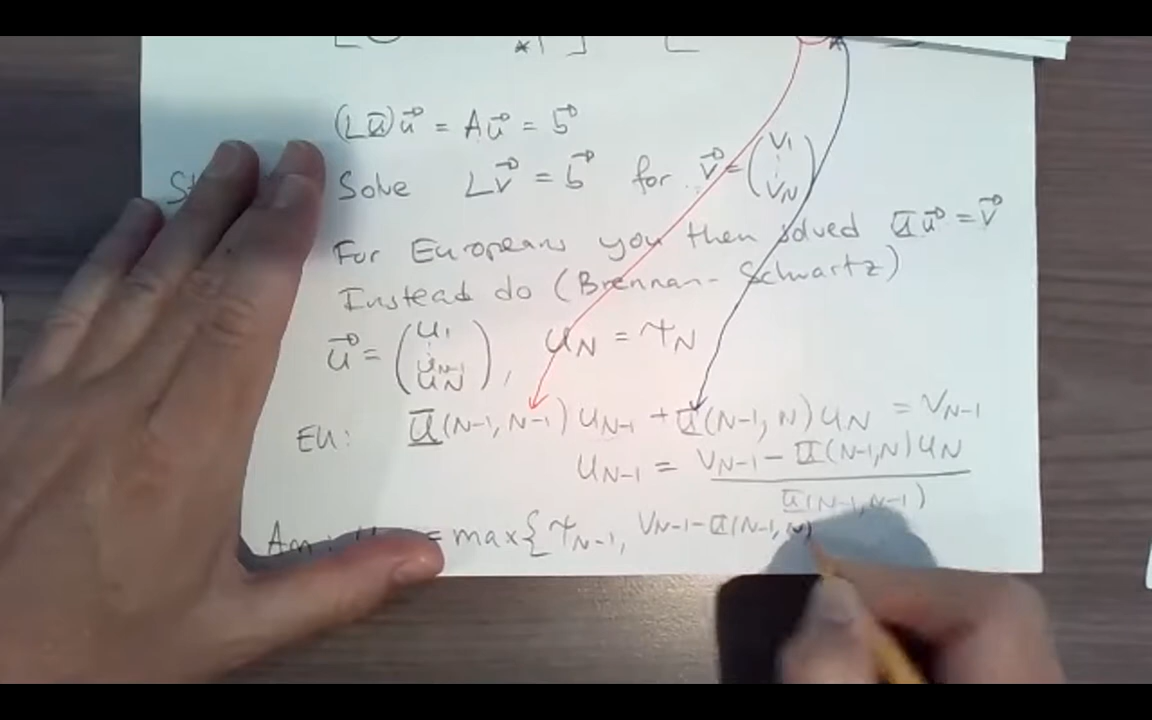 (L𝕌)u⃗ = Au⃗ = b⃗
Solve Lv⃗ = b⃗ for v⃗ = (v1 ⋮ vN)
For Europeans you then solved 𝕌u⃗ = v⃗
Instead do (Brennan-Schwartz)
u⃗ = (u1 ⋮ uN-1 uN), uN = γN
EU: 𝕌(N-1, N-1) uN-1 + 𝕌(N-1, N) uN = vN-1
uN-1 = (vN-1 - 𝕌(N-1,N) uN) / 𝕌(N-1,N-1)
Am: = max{γN-1, vN-1 - 𝕌(N-1, N)